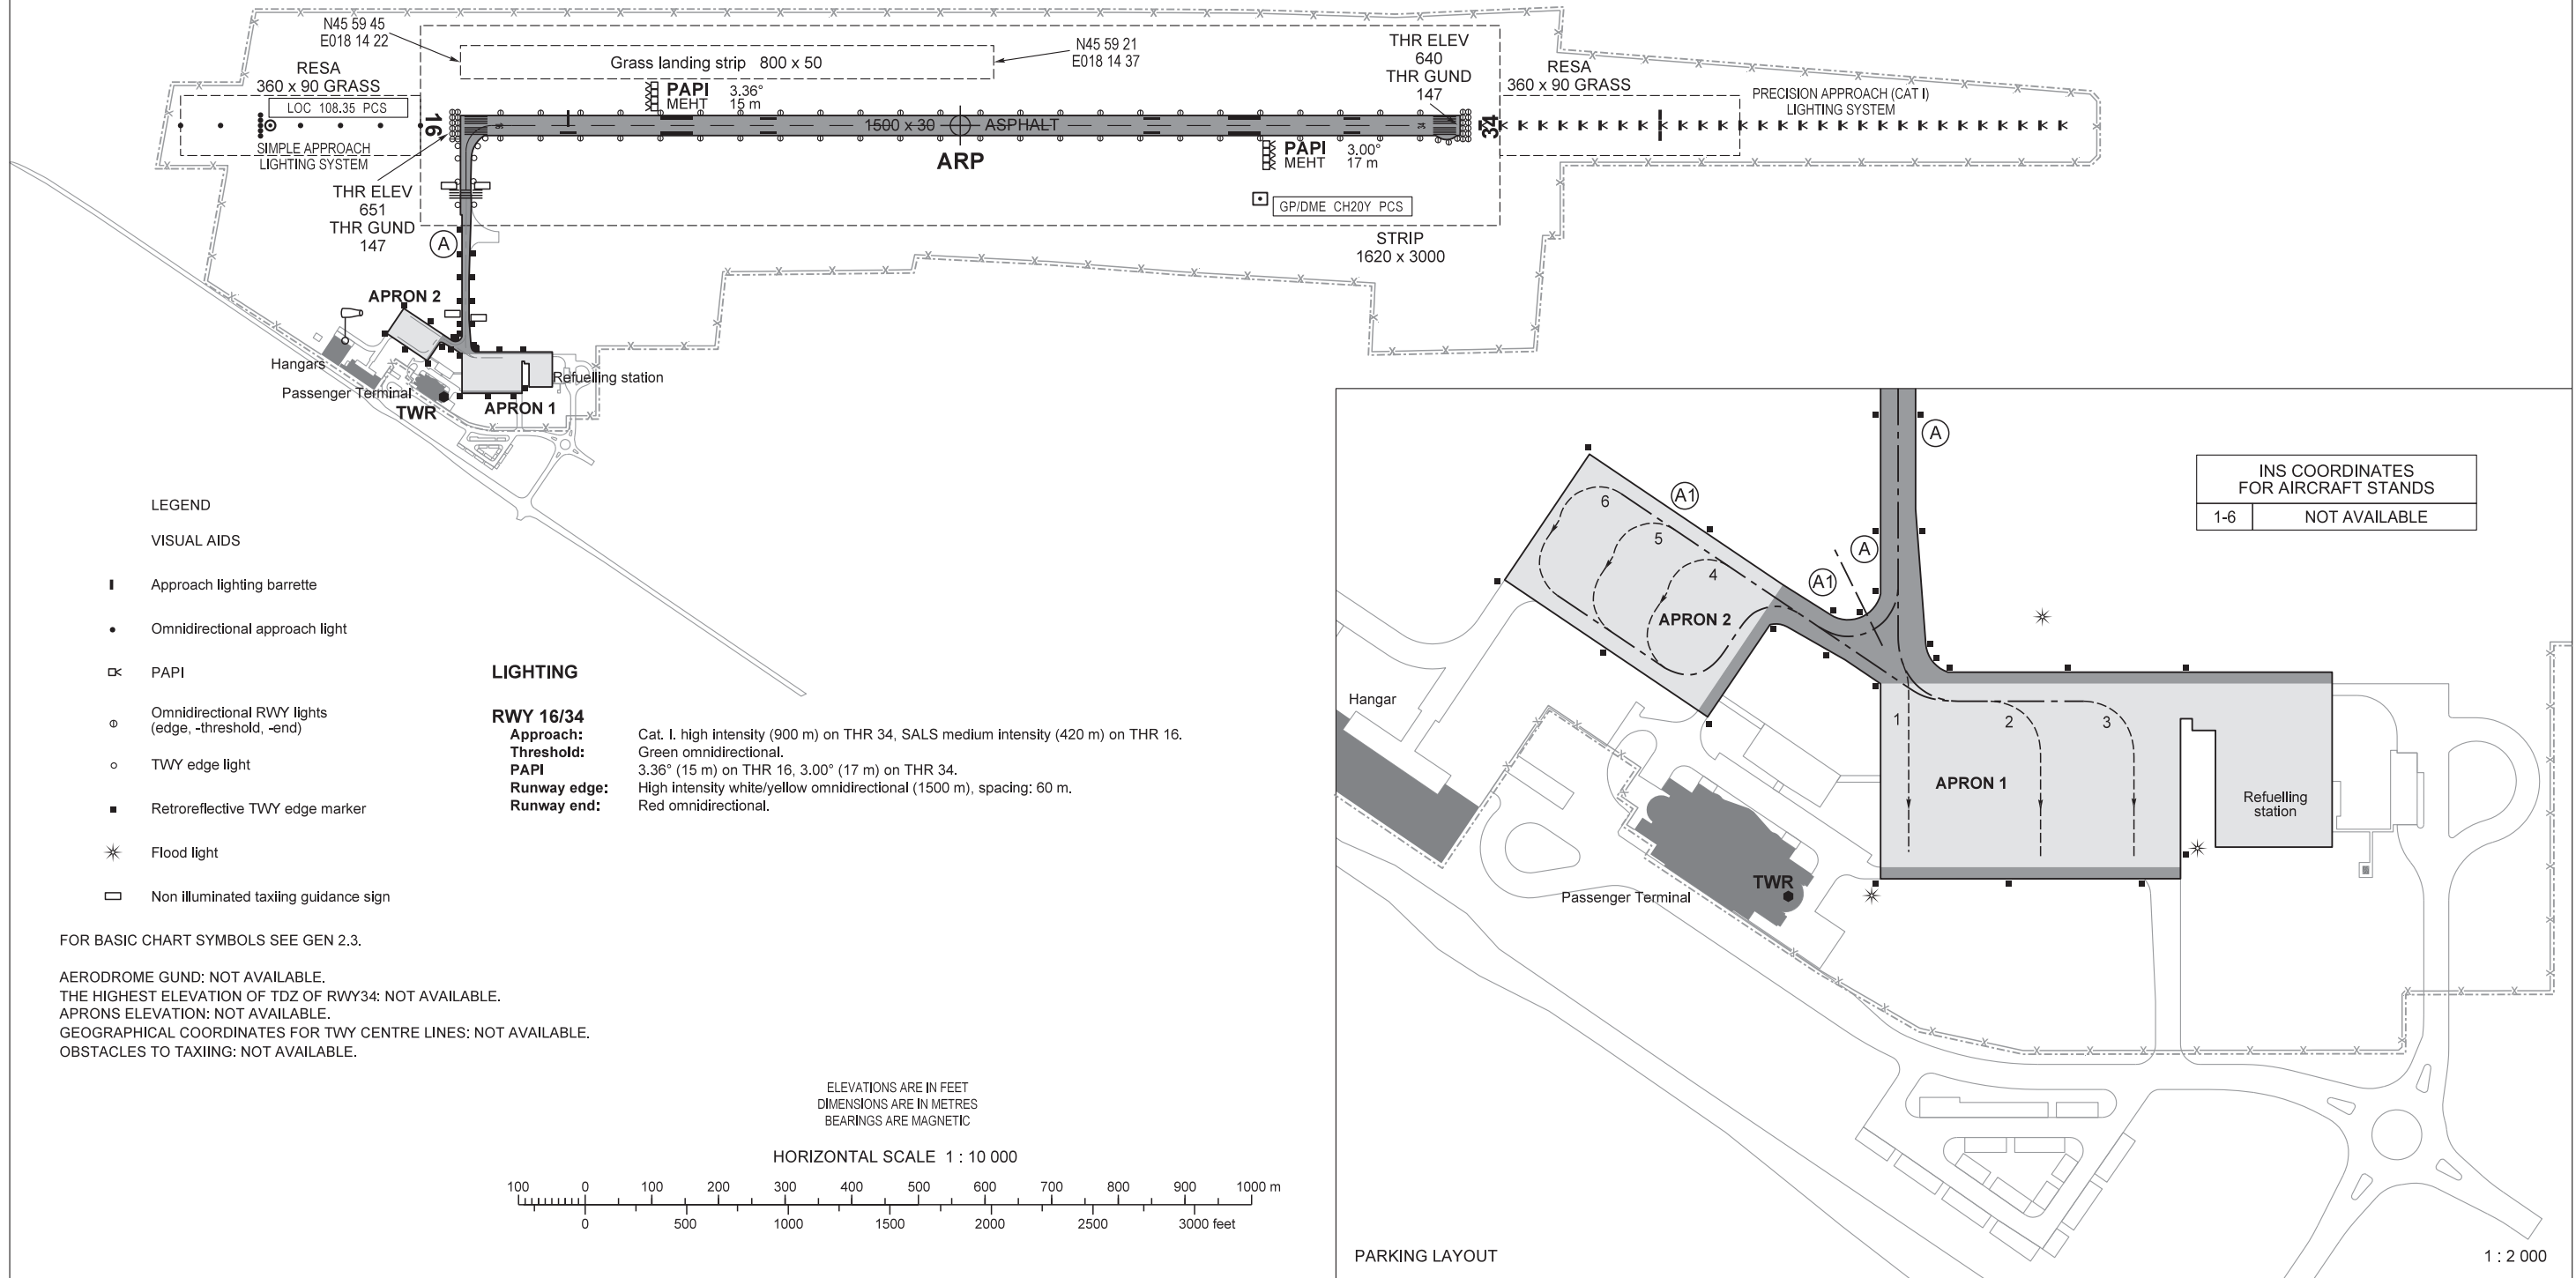 N45 59 45
E018 14 22
RESA
360 x 90 GRASS
LOC 108.35 PCS
SIMPLE APPROACH
LIGHTING SYSTEM
16
THR ELEV
651
THR GUND
147
A
Grass landing strip 800 x 50
N45 59 21
E018 14 37
PAPI 3.36°
MEHT 15 m
1500 x 30 ASPHALT
ARP
THR ELEV
640
THR GUND
147
34
PAPI 3.00°
MEHT 17 m
GP/DME CH20Y PCS
STRIP
1620 x 3000
RESA
360 x 90 GRASS
PRECISION APPROACH (CAT I)
LIGHTING SYSTEM
APRON 2
Hangars
Passenger Terminal
TWR
APRON 1
Refuelling station
LEGEND
VISUAL AIDS
Approach lighting barrette
Omnidirectional approach light
PAPI
Omnidirectional RWY lights
(edge, -threshold, -end)
TWY edge light
Retroreflective TWY edge marker
Flood light
Non illuminated taxiing guidance sign
LIGHTING
RWY 16/34
Approach: Cat. I. high intensity (900 m) on THR 34, SALS medium intensity (420 m) on THR 16.
Threshold: Green omnidirectional.
PAPI 3.36° (15 m) on THR 16, 3.00° (17 m) on THR 34.
Runway edge: High intensity white/yellow omnidirectional (1500 m), spacing: 60 m.
Runway end: Red omnidirectional.
FOR BASIC CHART SYMBOLS SEE GEN 2.3.
AERODROME GUND: NOT AVAILABLE.
THE HIGHEST ELEVATION OF TDZ OF RWY34: NOT AVAILABLE.
APRONS ELEVATION: NOT AVAILABLE.
GEOGRAPHICAL COORDINATES FOR TWY CENTRE LINES: NOT AVAILABLE.
OBSTACLES TO TAXIING: NOT AVAILABLE.
ELEVATIONS ARE IN FEET
DIMENSIONS ARE IN METRES
BEARINGS ARE MAGNETIC
HORIZONTAL SCALE 1 : 10 000
100 0 100 200 300 400 500 600 700 800 900 1000 m
0 500 1000 1500 2000 2500 3000 feet
A
INS COORDINATES
FOR AIRCRAFT STANDS
1-6 NOT AVAILABLE
A1
6
5
4
A
A1
APRON 2
Hangar
1 2 3
APRON 1
Refuelling
station
TWR
Passenger Terminal
PARKING LAYOUT
1 : 2 000